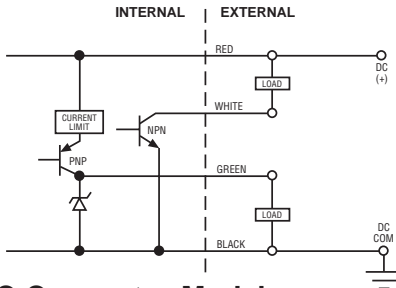 INTERNAL EXTERNAL
RED
DC
(+)
LOAD
WHITE
CURRENT
LIMIT
NPN
PNP
GREEN
LOAD
DC
COM
BLACK